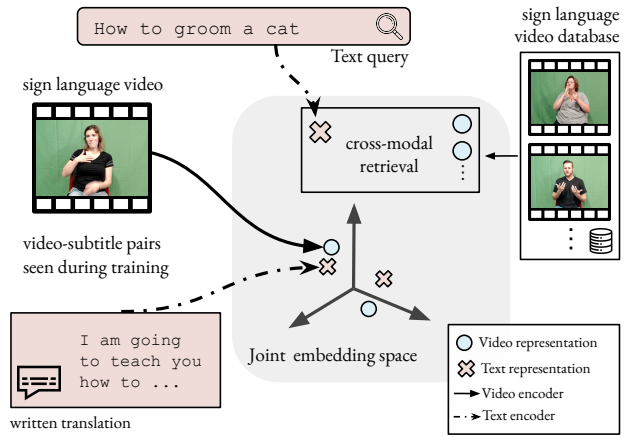 How to groom a cat
Text query
sign language
video database
sign language video
cross-modal
retrieval
video-subtitle pairs
seen during training
I am going
to teach you
how to ...
written translation
Joint embedding space
Video representation
Text representation
Video encoder
Text encoder